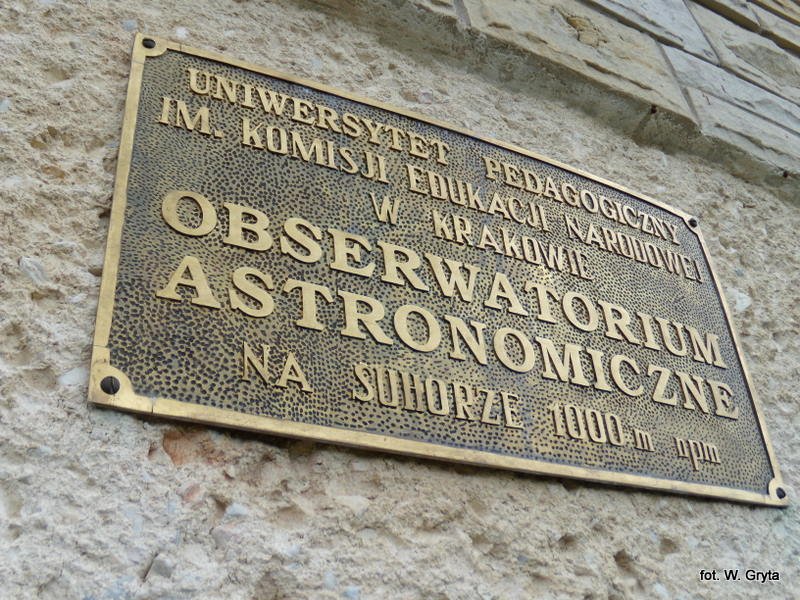 UNIWERSYTET PEDAGOGICZNY
IM. KOMISJI EDUKACJI NARODOWEJ
W KRAKOWIE
OBSERWATORIUM
ASTRONOMICZNE
NA SUHORZE 1000 m npm
fot. W. Gryta